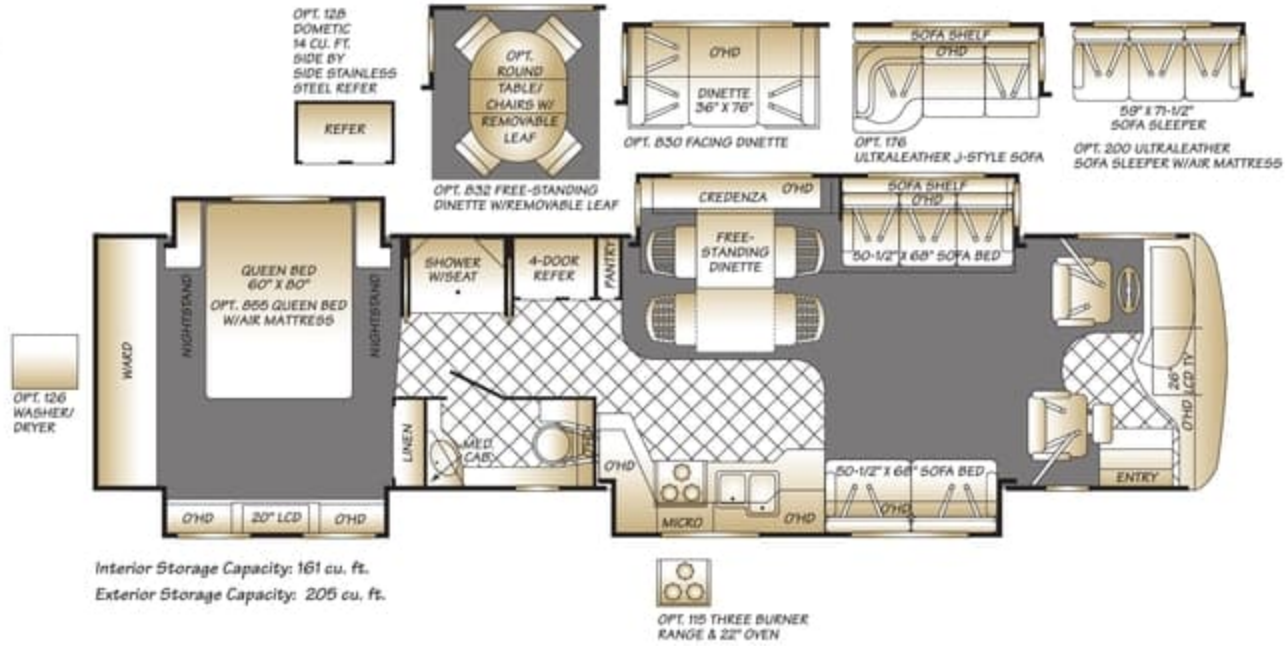 OPT. 128
DOMETIC
14 CU. FT.
SIDE BY
SIDE STAINLESS
STEEL REFER
REFER
OPT.
ROUND
TABLE/
CHAIRS W/
REMOVABLE
LEAF
OPT. 832 FREE-STANDING
DINETTE W/REMOVABLE LEAF
O'HD
DINETTE
36" X 76"
OPT. 830 FACING DINETTE
SOFA SHELF
O'HD
OPT. 176
ULTRALEATHER J-STYLE SOFA
59" X 71-1/2"
SOFA SLEEPER
OPT. 200 ULTRALEATHER
SOFA SLEEPER W/AIR MATTRESS
OPT. 126
WASHER/
DRYER
WARD
NIGHTSTAND
QUEEN BED
60" X 80"
OPT. 855 QUEEN BED
W/AIR MATTRESS
NIGHTSTAND
O'HD
20" LCD
O'HD
SHOWER
W/SEAT
4-DOOR
REFER
PANTRY
LINEN
MED.
CAB.
O'HD
CREDENZA
O'HD
FREE-
STANDING
DINETTE
SOFA SHELF
O'HD
50-1/2" X 68" SOFA BED
O'HD
MICRO
O'HD
50-1/2" X 68" SOFA BED
O'HD
26"
LCD TV
O'HD
ENTRY
Interior Storage Capacity: 161 cu. ft.
Exterior Storage Capacity: 205 cu. ft.
OPT. 115 THREE BURNER
RANGE & 22" OVEN